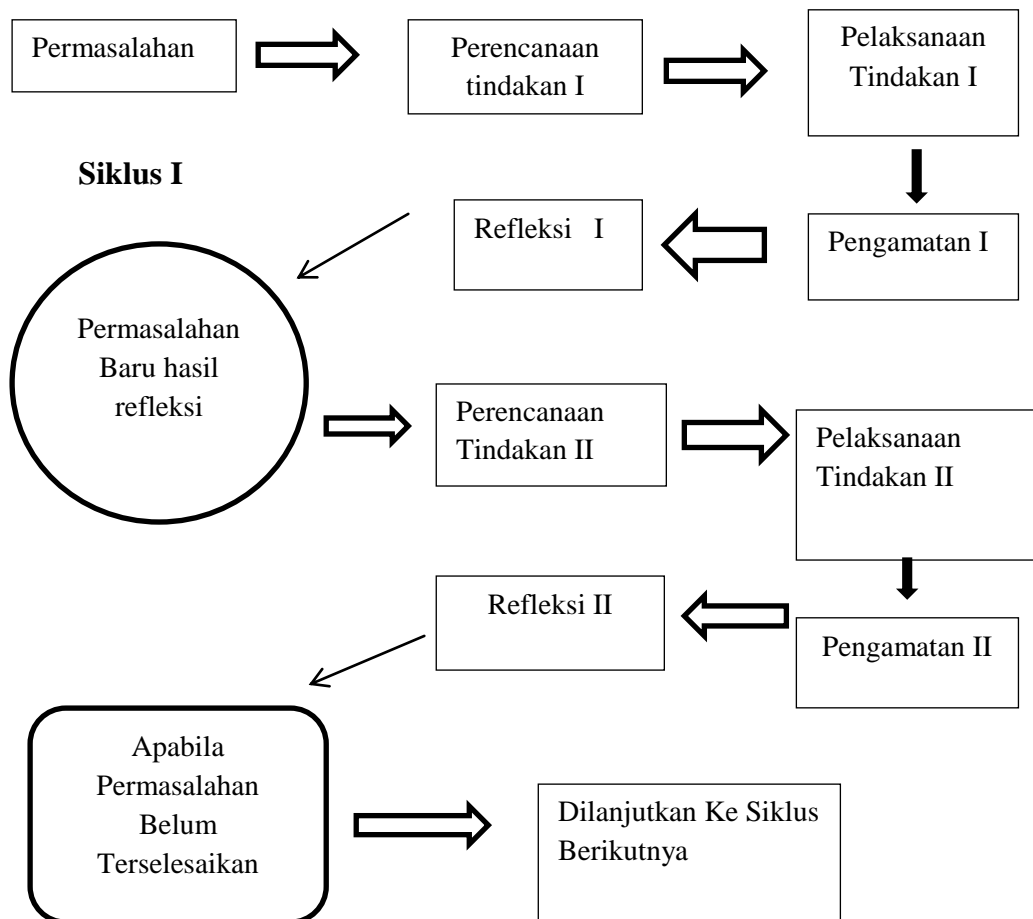 Permasalahan
Perencanaan
tindakan I
Pelaksanaan
Tindakan I
Siklus I
Refleksi I
Pengamatan I
Permasalahan
Baru hasil
refleksi
Perencanaan
Tindakan II
Pelaksanaan
Tindakan II
Refleksi II
Pengamatan II
Apabila
Permasalahan
Belum
Terselesaikan
Dilanjutkan Ke Siklus
Berikutnya